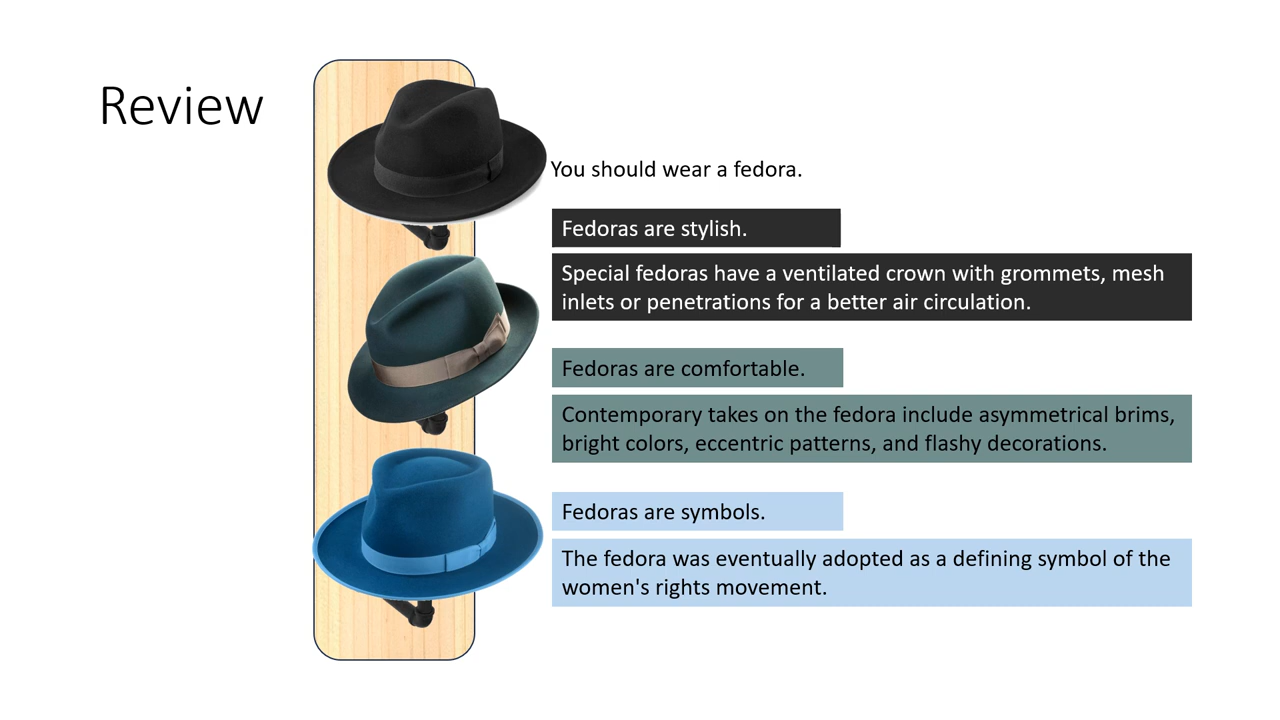 Review
You should wear a fedora.
Fedoras are stylish.
Special fedoras have a ventilated crown with grommets, mesh
inlets or penetrations for a better air circulation.
Fedoras are comfortable.
Contemporary takes on the fedora include asymmetrical brims,
bright colors, eccentric patterns, and flashy decorations.
Fedoras are symbols.
The fedora was eventually adopted as a defining symbol of the
women's rights movement.